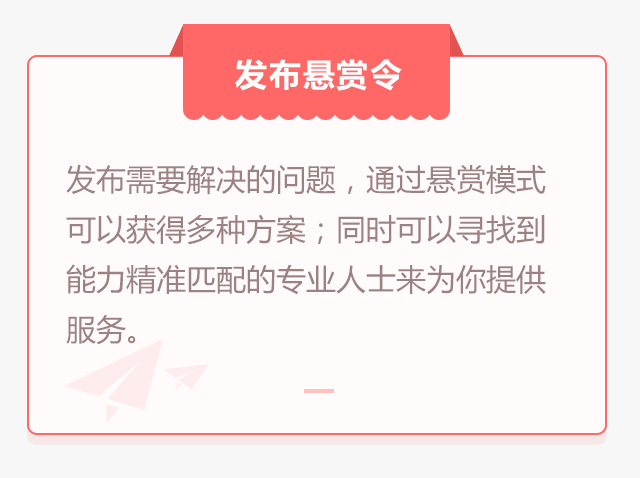 发布悬赏令
发布需要解决的问题，通过悬赏模式
可以获得多种方案；同时可以寻找到
能力精准匹配的专业人士来为你提供
服务。